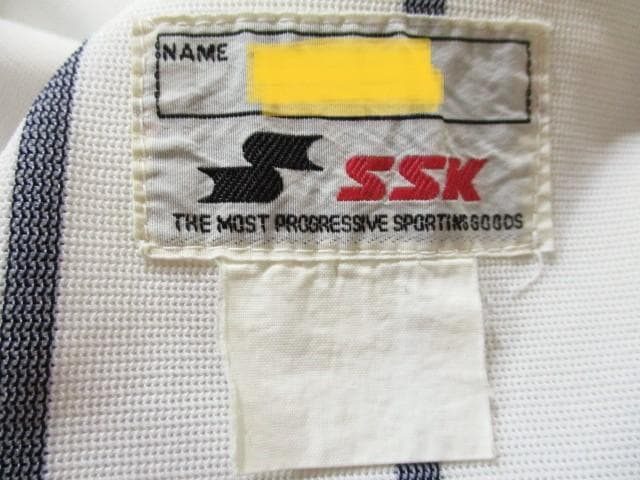 NAME
SSK
THE MOST PROGRESSIVE SPORTING GOODS